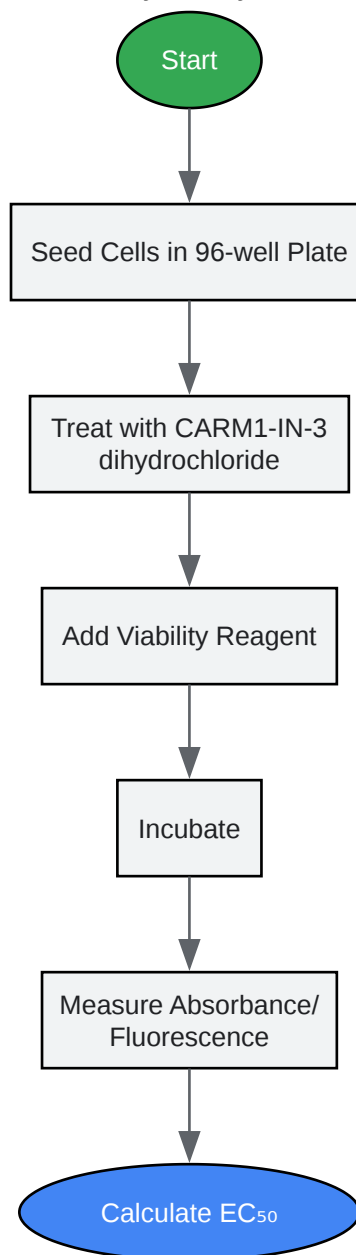 Start
Seed Cells in 96-well Plate
Treat with CARM1-IN-3
dihydrochloride
Add Viability Reagent
Incubate
Measure Absorbance/
Fluorescence
Calculate EC₅₀